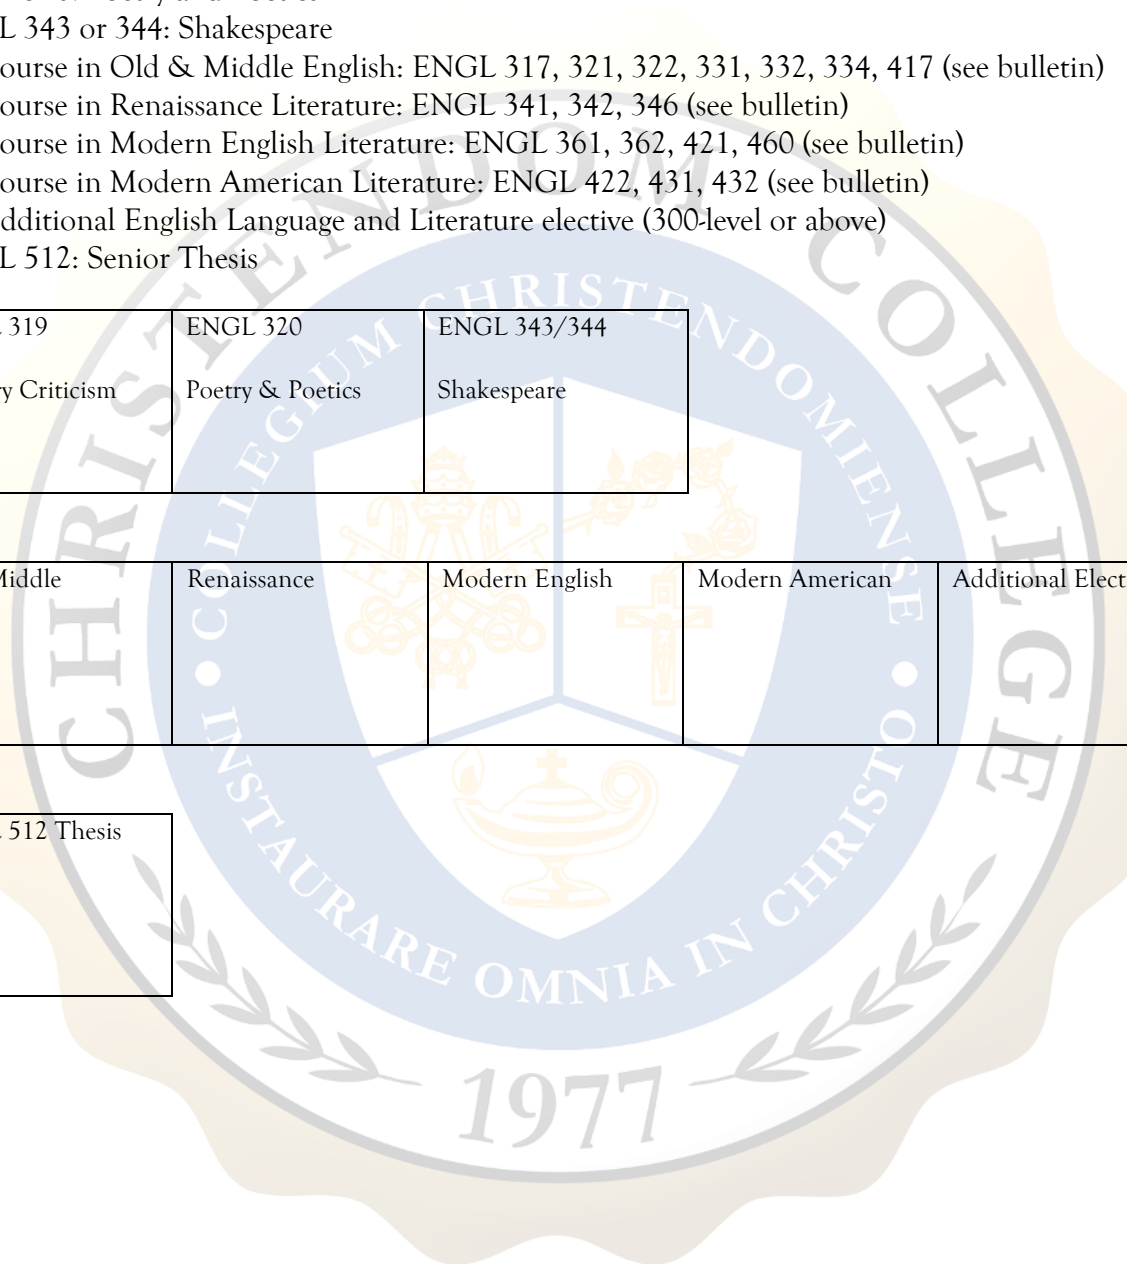 L 343 or 344: Shakespeare
ourse in Old & Middle English: ENGL 317, 321, 322, 331, 332, 334, 417 (see bulletin)
ourse in Renaissance Literature: ENGL 341, 342, 346 (see bulletin)
ourse in Modern English Literature: ENGL 361, 362, 421, 460 (see bulletin)
ourse in Modern American Literature: ENGL 422, 431, 432 (see bulletin)
dditional English Language and Literature elective (300-level or above)
L 512: Senior Thesis
319 ENGL 320 ENGL 343/344
ry Criticism Poetry & Poetics Shakespeare
Middle Renaissance Modern English Modern American Additional Elect
512 Thesis
CHRISTENDOM COLLEGE
COLLEGIUM CHRISTENDOMIENSE
INSTAURARE OMNIA IN CHRISTO
1977